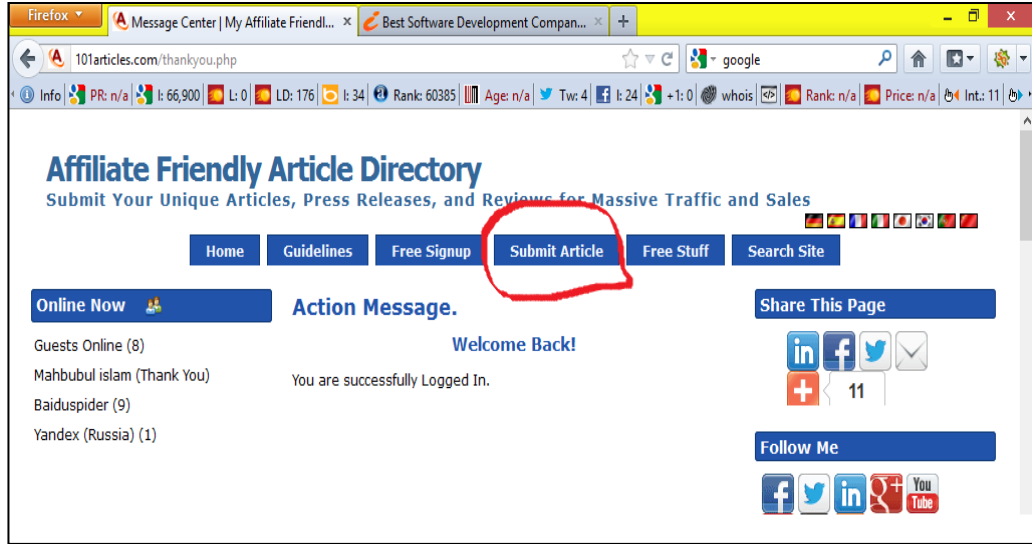 Firefox
Message Center | My Affiliate Friendl... × Best Software Development Compan... × +
101articles.com/thankyou.php google
Info PR: n/a I: 66,900 L: 0 LD: 176 I: 34 Rank: 60385 Age: n/a Tw: 4 I: 24 +1: 0 whois Rank: n/a Price: n/a Int.: 11
Affiliate Friendly Article Directory
Submit Your Unique Articles, Press Releases, and Reviews for Massive Traffic and Sales
Home Guidelines Free Signup Submit Article Free Stuff Search Site
Online Now
Guests Online (8)
Mahbubul islam (Thank You)
Baiduspider (9)
Yandex (Russia) (1)
Action Message.
Welcome Back!
You are successfully Logged In.
Share This Page
in f
11
Follow Me
f in g+ You Tube